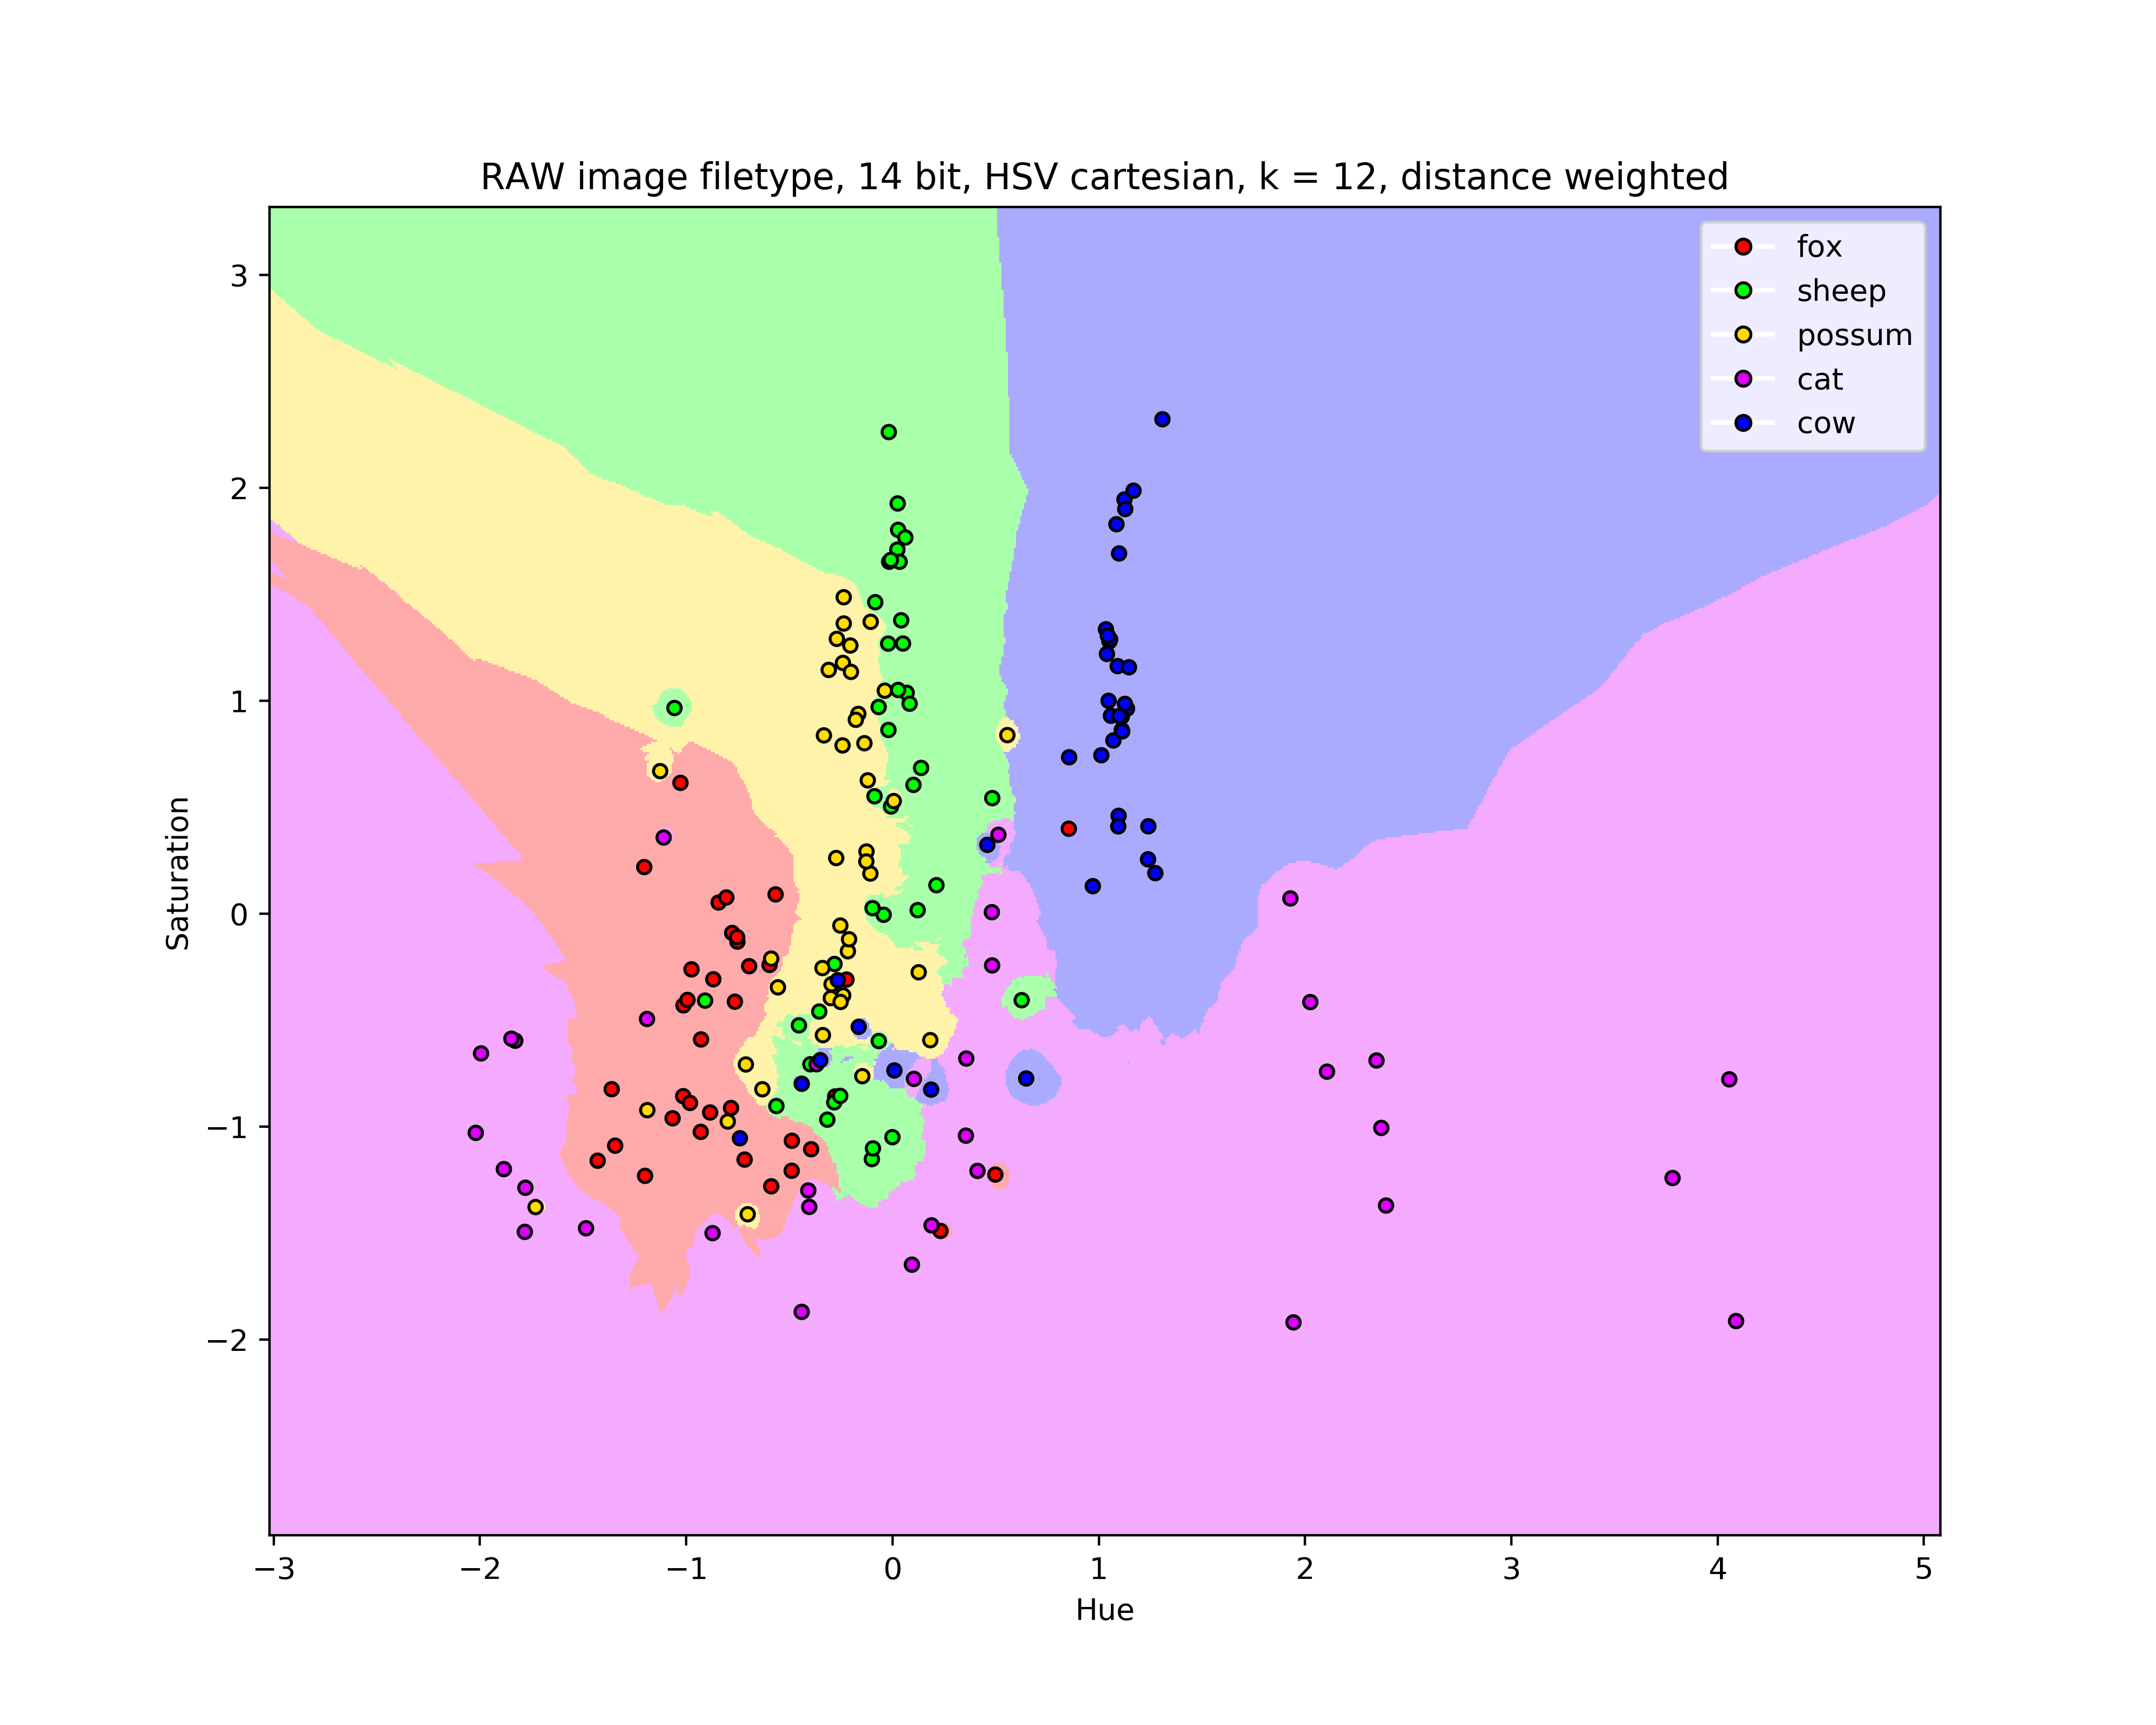 RAW image filetype, 14 bit, HSV cartesian, k = 12, distance weighted
fox
sheep
possum
cat
cow
3
2
1
0
−1
−2
Saturation
−3
−2
−1
0
1
2
3
4
5
Hue